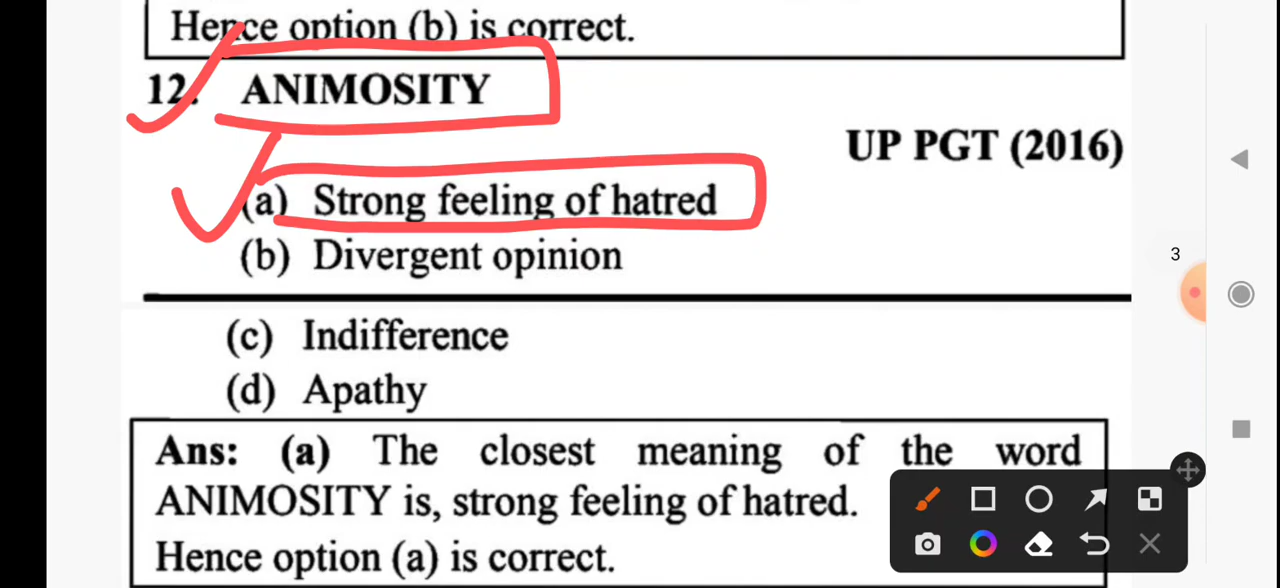 Hence option (b) is correct.
12. ANIMOSITY
UP PGT (2016)
(a) Strong feeling of hatred
(b) Divergent opinion
3
(c) Indifference
(d) Apathy
Ans: (a) The closest meaning of the word
ANIMOSITY is, strong feeling of hatred.
Hence option (a) is correct.